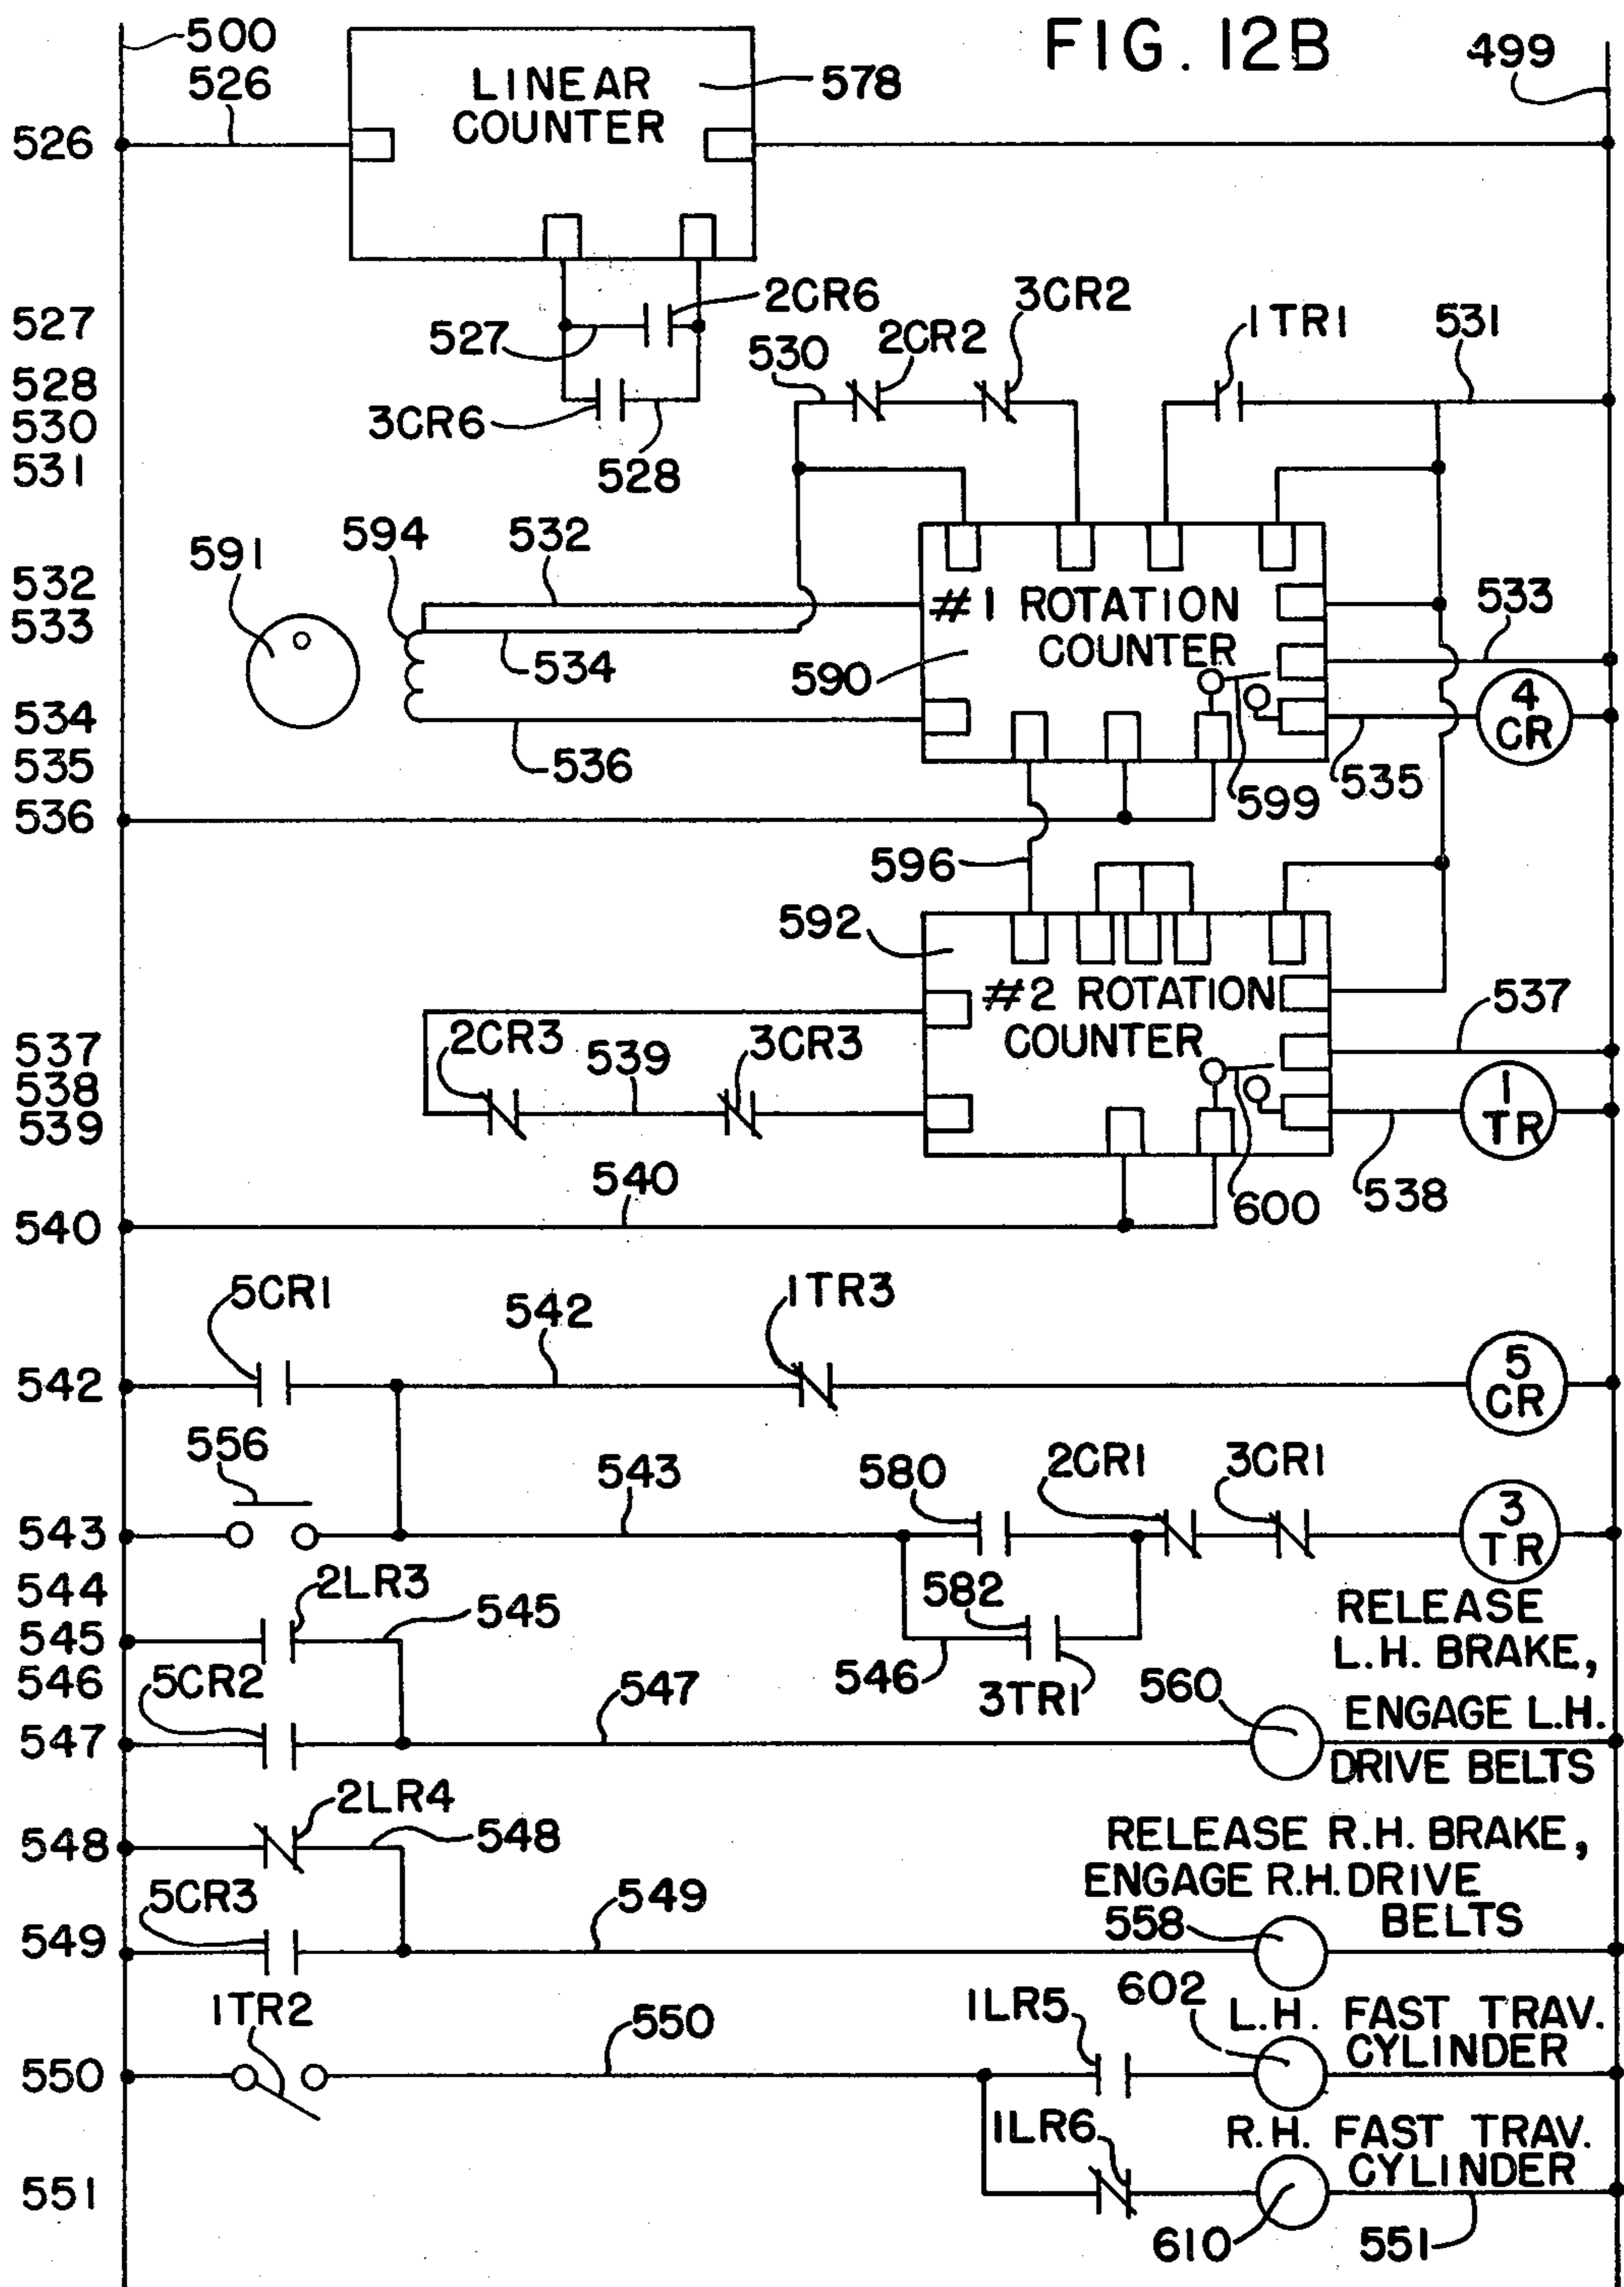 FIG. 12B
500
499
526
LINEAR
COUNTER
578
526
2CR6
3CR2
1TR1
531
527
527
530
2CR2
528
3CR6
530
528
531
594
532
591
532
#1 ROTATION
COUNTER
533
533
534
590
4
CR
534
536
535
599
535
536
596
592
#2 ROTATION
COUNTER
537
2CR3
539
3CR3
537
538
1
TR
539
540
600
538
540
5CR1
542
1TR3
542
5
CR
556
543
580
2CR1
3CR1
543
3
TR
544
2LR3
545
582
RELEASE
L.H. BRAKE,
545
546
5CR2
547
546
3TR1
560
ENGAGE L.H.
DRIVE BELTS
547
2LR4
548
548
RELEASE R.H. BRAKE,
ENGAGE R.H. DRIVE
BELTS
5CR3
549
558
549
1TR2
550
1LR5
602
L.H. FAST TRAV.
CYLINDER
550
1LR6
R.H. FAST TRAV.
CYLINDER
551
610
551